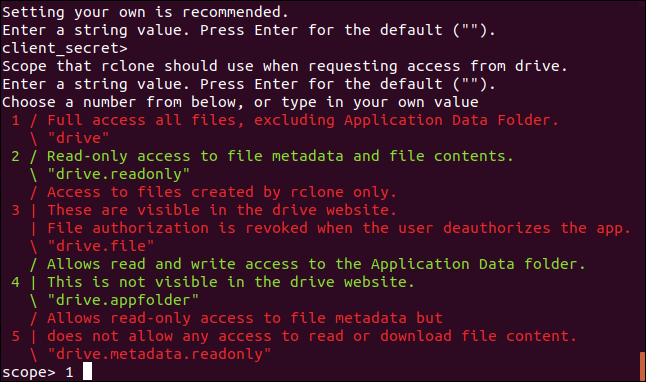 Setting your own is recommended.
Enter a string value. Press Enter for the default ("").
client_secret>
Scope that rclone should use when requesting access from drive.
Enter a string value. Press Enter for the default ("").
Choose a number from below, or type in your own value
 1 / Full access all files, excluding Application Data Folder.
   \ "drive"
 2 / Read-only access to file metadata and file contents.
   \ "drive.readonly"
   / Access to files created by rclone only.
 3 | These are visible in the drive website.
   | File authorization is revoked when the user deauthorizes the app.
   \ "drive.file"
   / Allows read and write access to the Application Data folder.
 4 | This is not visible in the drive website.
   \ "drive.appfolder"
   / Allows read-only access to file metadata but
 5 | does not allow any access to read or download file content.
   \ "drive.metadata.readonly"
scope> 1